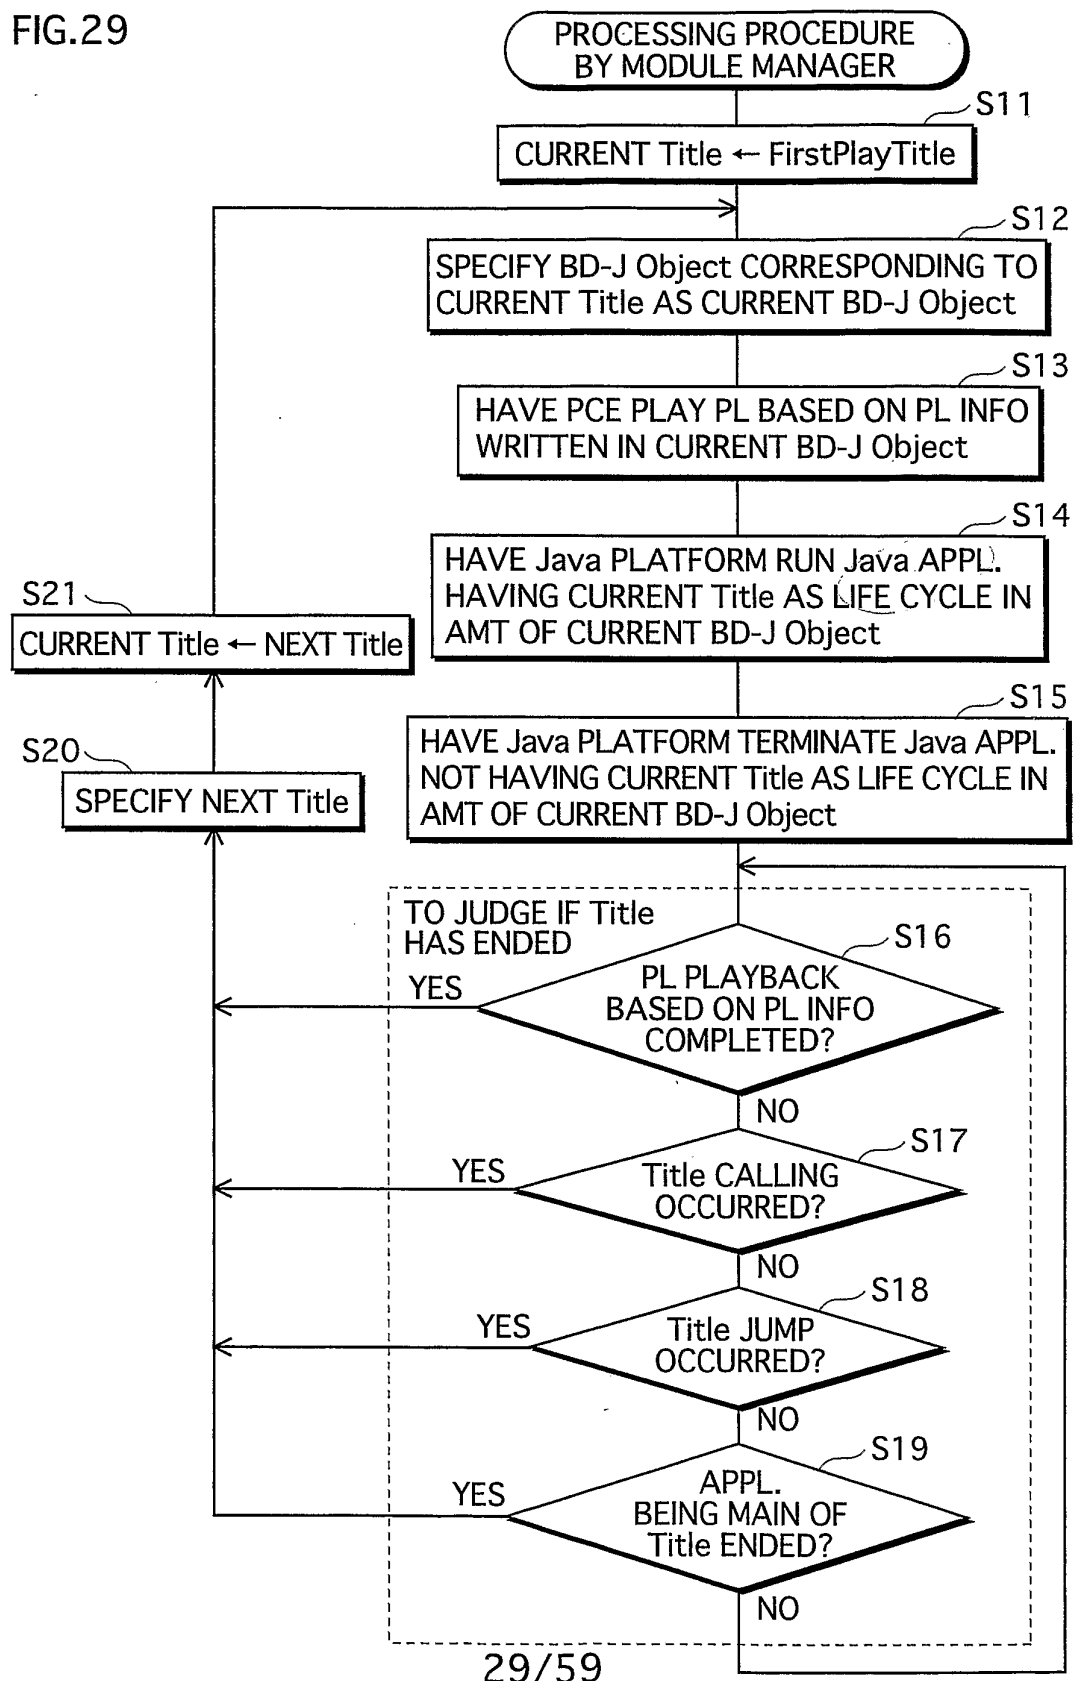 FIG.29
PROCESSING PROCEDURE
BY MODULE MANAGER
S11
CURRENT Title ← FirstPlayTitle
S12
SPECIFY BD-J Object CORRESPONDING TO
CURRENT Title AS CURRENT BD-J Object
S13
HAVE PCE PLAY PL BASED ON PL INFO
WRITTEN IN CURRENT BD-J Object
S14
HAVE Java PLATFORM RUN Java APPL.
HAVING CURRENT Title AS LIFE CYCLE IN
AMT OF CURRENT BD-J Object
S15
HAVE Java PLATFORM TERMINATE Java APPL.
NOT HAVING CURRENT Title AS LIFE CYCLE IN
AMT OF CURRENT BD-J Object
TO JUDGE IF Title
HAS ENDED
S16
PL PLAYBACK
BASED ON PL INFO
COMPLETED?
YES
NO
S17
Title CALLING
OCCURRED?
YES
NO
S18
Title JUMP
OCCURRED?
YES
NO
S19
APPL.
BEING MAIN OF
Title ENDED?
YES
NO
S20
SPECIFY NEXT Title
S21
CURRENT Title ← NEXT Title
29/59